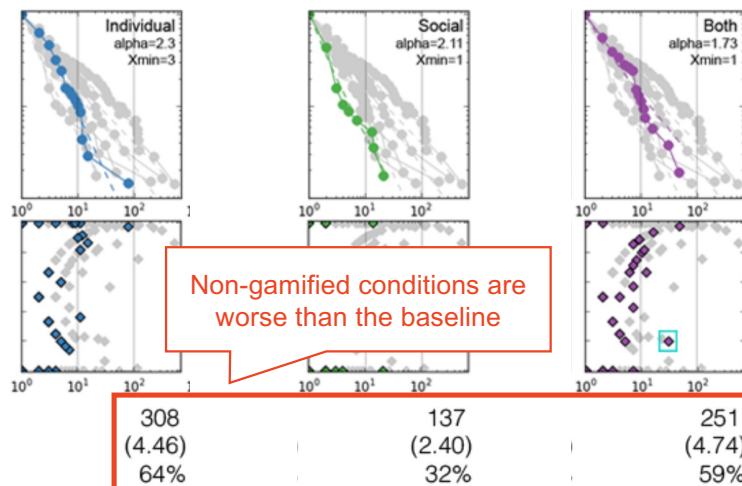 Individual
alpha=2.3
Xmin=3
Social
alpha=2.11
Xmin=1
Both
alpha=1.73
Xmin=1
10⁰ 10¹ 10²
10⁰ 10¹ 10²
10⁰ 10¹ 10²
Non-gamified conditions are
worse than the baseline
10⁰ 10¹ 10²
10⁰ 10¹ 10²
10⁰ 10¹ 10²
308 137 251
(4.46) (2.40) (4.74)
64% 32% 59%